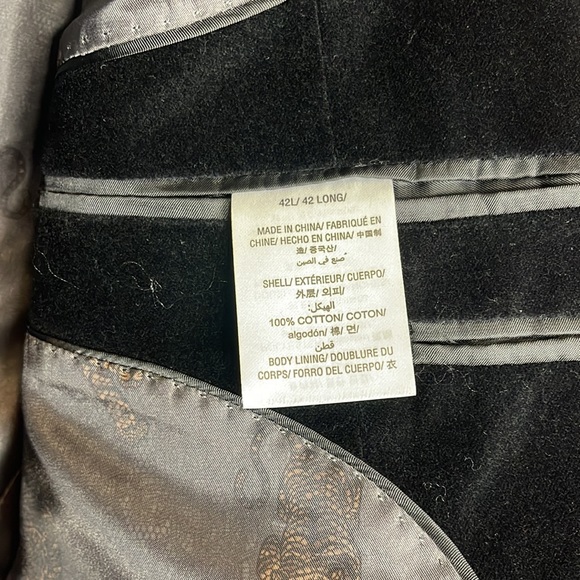 42L/ 42 LONG/
MADE IN CHINA/ FABRIQUÉ EN
CHINE/ HECHO EN CHINA/ 中国制
造/ 중국산/
صنع في الصين
SHELL/ EXTÉRIEUR/ CUERPO/
外层/ 외피/
الهيكل:
100% COTTON/ COTON/
algodón/ 棉/ 면/
قطن
BODY LINING/ DOUBLURE DU
CORPS/ FORRO DEL CUERPO/ 衣